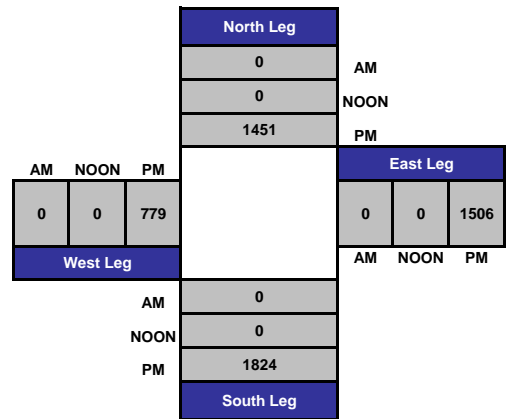 North Leg
0 AM
0 NOON
1451 PM
AM NOON PM East Leg
0 0 779 0 0 1506
West Leg AM NOON PM
AM 0
NOON 0
PM 1824
South Leg